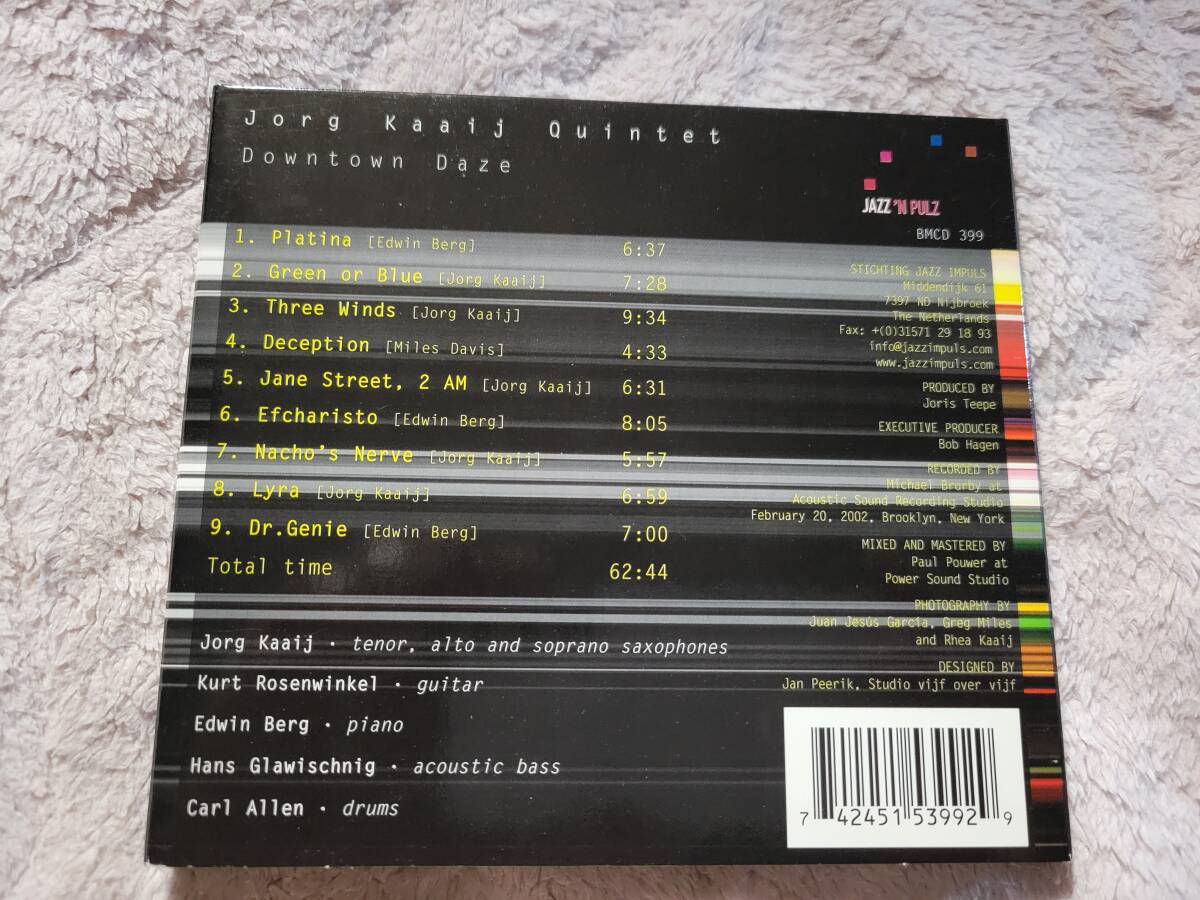 Jorg Kaaij Quintet
Downtown Daze
1. Platina [Edwin Berg] 6:37
2. Green or Blue [Jorg Kaaij] 7:28
3. Three Winds [Jorg Kaaij] 9:34
4. Deception [Miles Davis] 4:33
5. Jane Street, 2 AM [Jorg Kaaij] 6:31
6. Efcharisto [Edwin Berg] 8:05
7. Nacho's Nerve [Jorg Kaaij] 5:57
8. Lyra [Jorg Kaaij] 6:59
9. Dr.Genie [Edwin Berg] 7:00
Total time 62:44
Jorg Kaaij · tenor, alto and soprano saxophones
Kurt Rosenwinkel · guitar
Edwin Berg · piano
Hans Glawischnig · acoustic bass
Carl Allen · drums
JAZZ 'N PULZ
BMCD 399
STICHTING JAZZ IMPULS
Middendijk 61
7397 ND Nijbroek
The Netherlands
Fax: +(0)31571 29 18 93
info@jazzimpuls.com
www.jazzimpuls.com
PRODUCED BY
Joris Teepe
EXECUTIVE PRODUCER
Bob Hagen
RECORDED BY
Michael Brorby at
Acoustic Sound Recording Studio
February 20, 2002, Brooklyn, New York
MIXED AND MASTERED BY
Paul Pouwer at
Power Sound Studio
PHOTOGRAPHY BY
Juan Jesús García, Greg Miles
and Rhea Kaaij
DESIGNED BY
Jan Peerik, Studio vijf over vijf
7 42451 53992 9